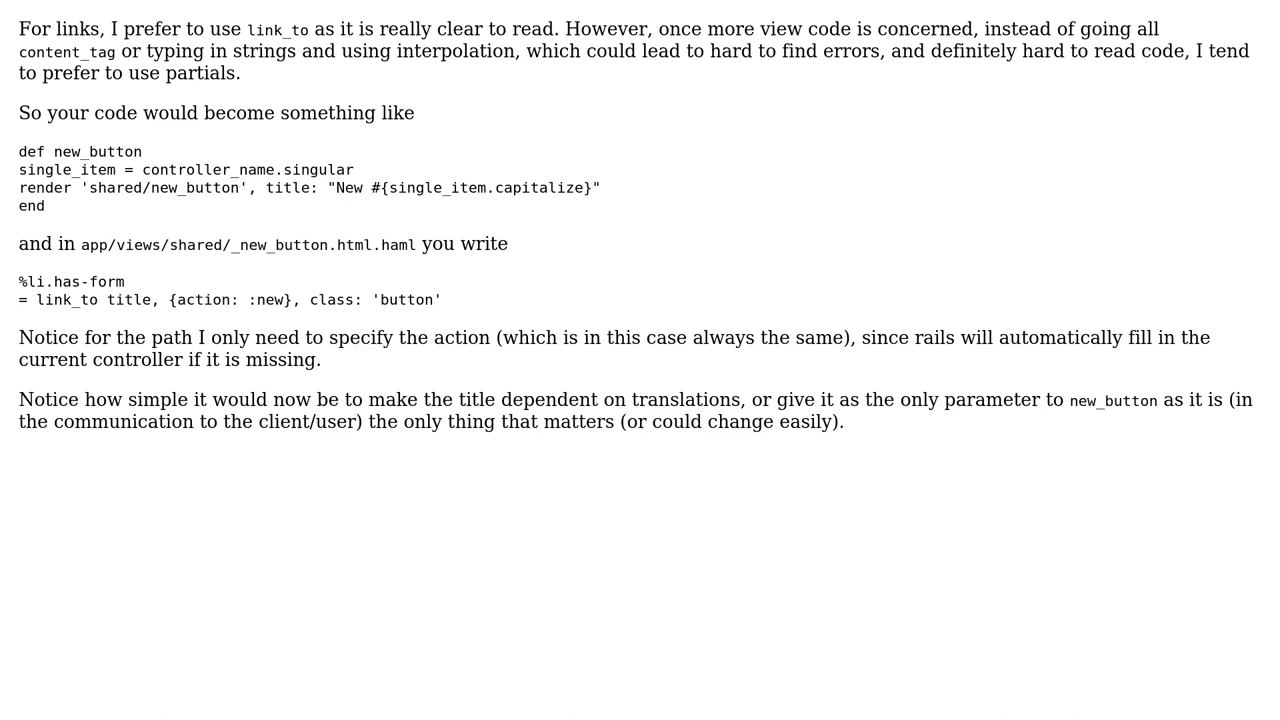 For links, I prefer to use link_to as it is really clear to read. However, once more view code is concerned, instead of going all
content_tag or typing in strings and using interpolation, which could lead to hard to find errors, and definitely hard to read code, I tend
to prefer to use partials.
So your code would become something like
def new_button
single_item = controller_name.singular
render 'shared/new_button', title: "New #{single_item.capitalize}"
end
and in app/views/shared/_new_button.html.haml you write
%li.has-form
= link_to title, {action: :new}, class: 'button'
Notice for the path I only need to specify the action (which is in this case always the same), since rails will automatically fill in the
current controller if it is missing.
Notice how simple it would now be to make the title dependent on translations, or give it as the only parameter to new_button as it is (in
the communication to the client/user) the only thing that matters (or could change easily).